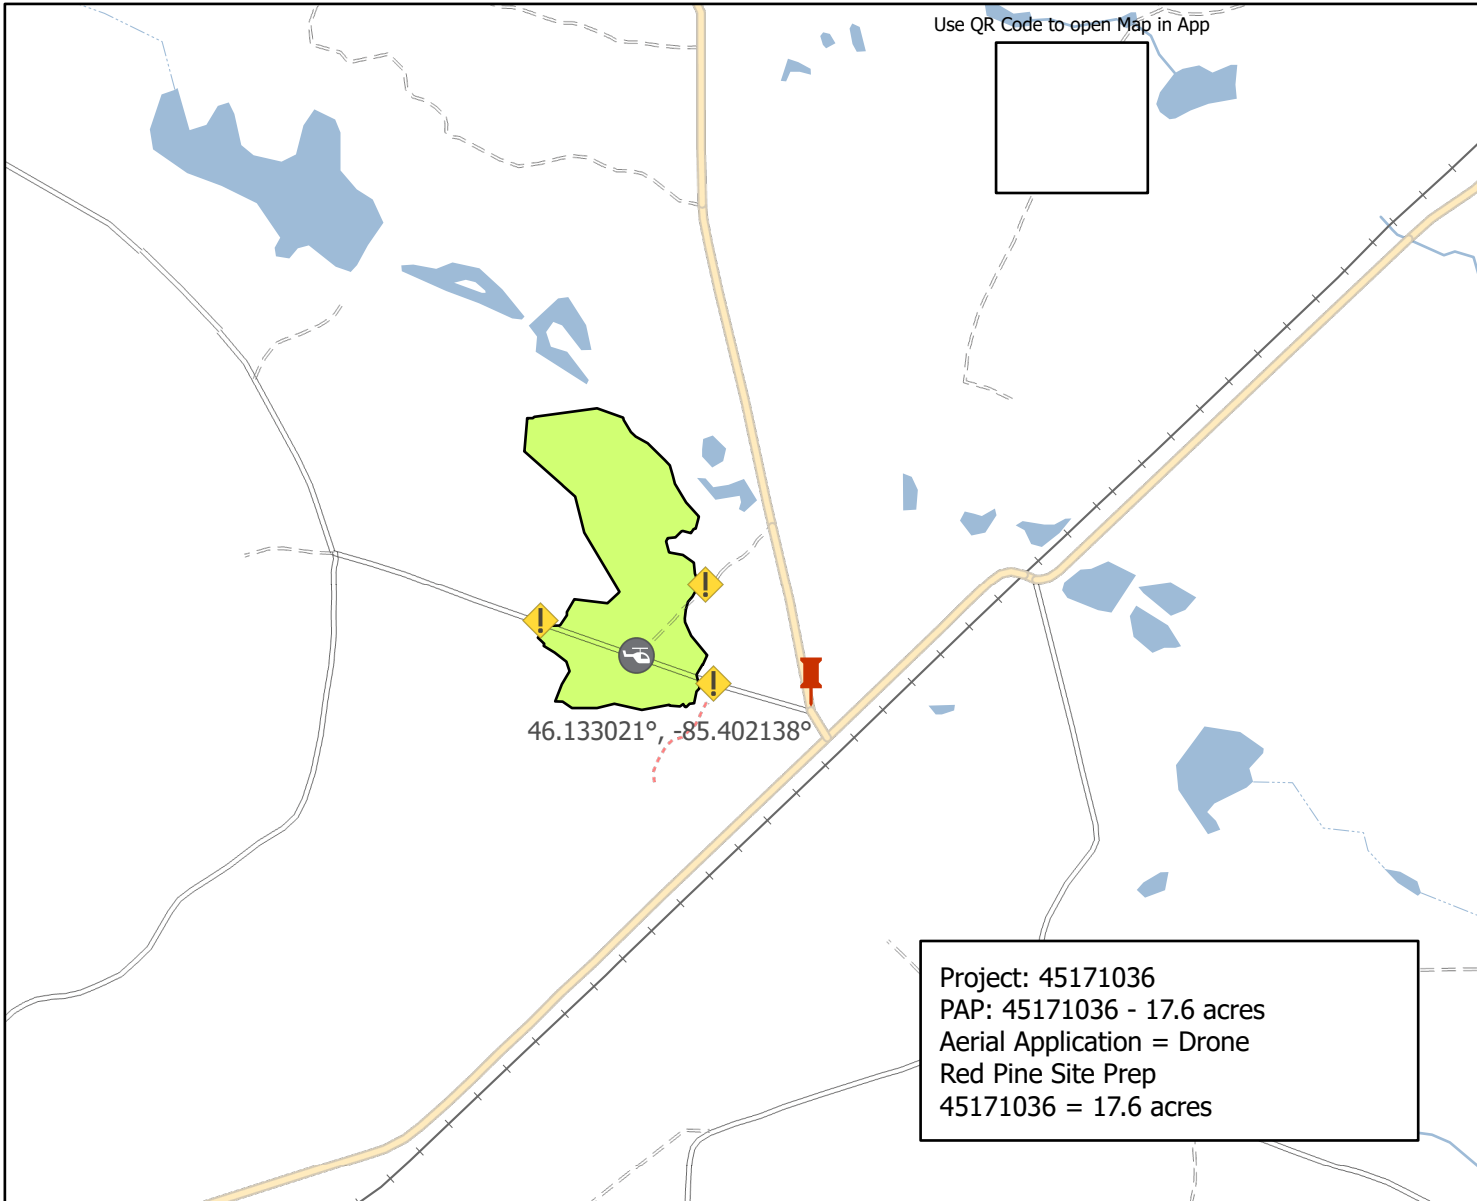 Use QR Code to open Map in App
46.133021°, -85.402138°
Project: 45171036
PAP: 45171036 - 17.6 acres
Aerial Application = Drone
Red Pine Site Prep
45171036 = 17.6 acres